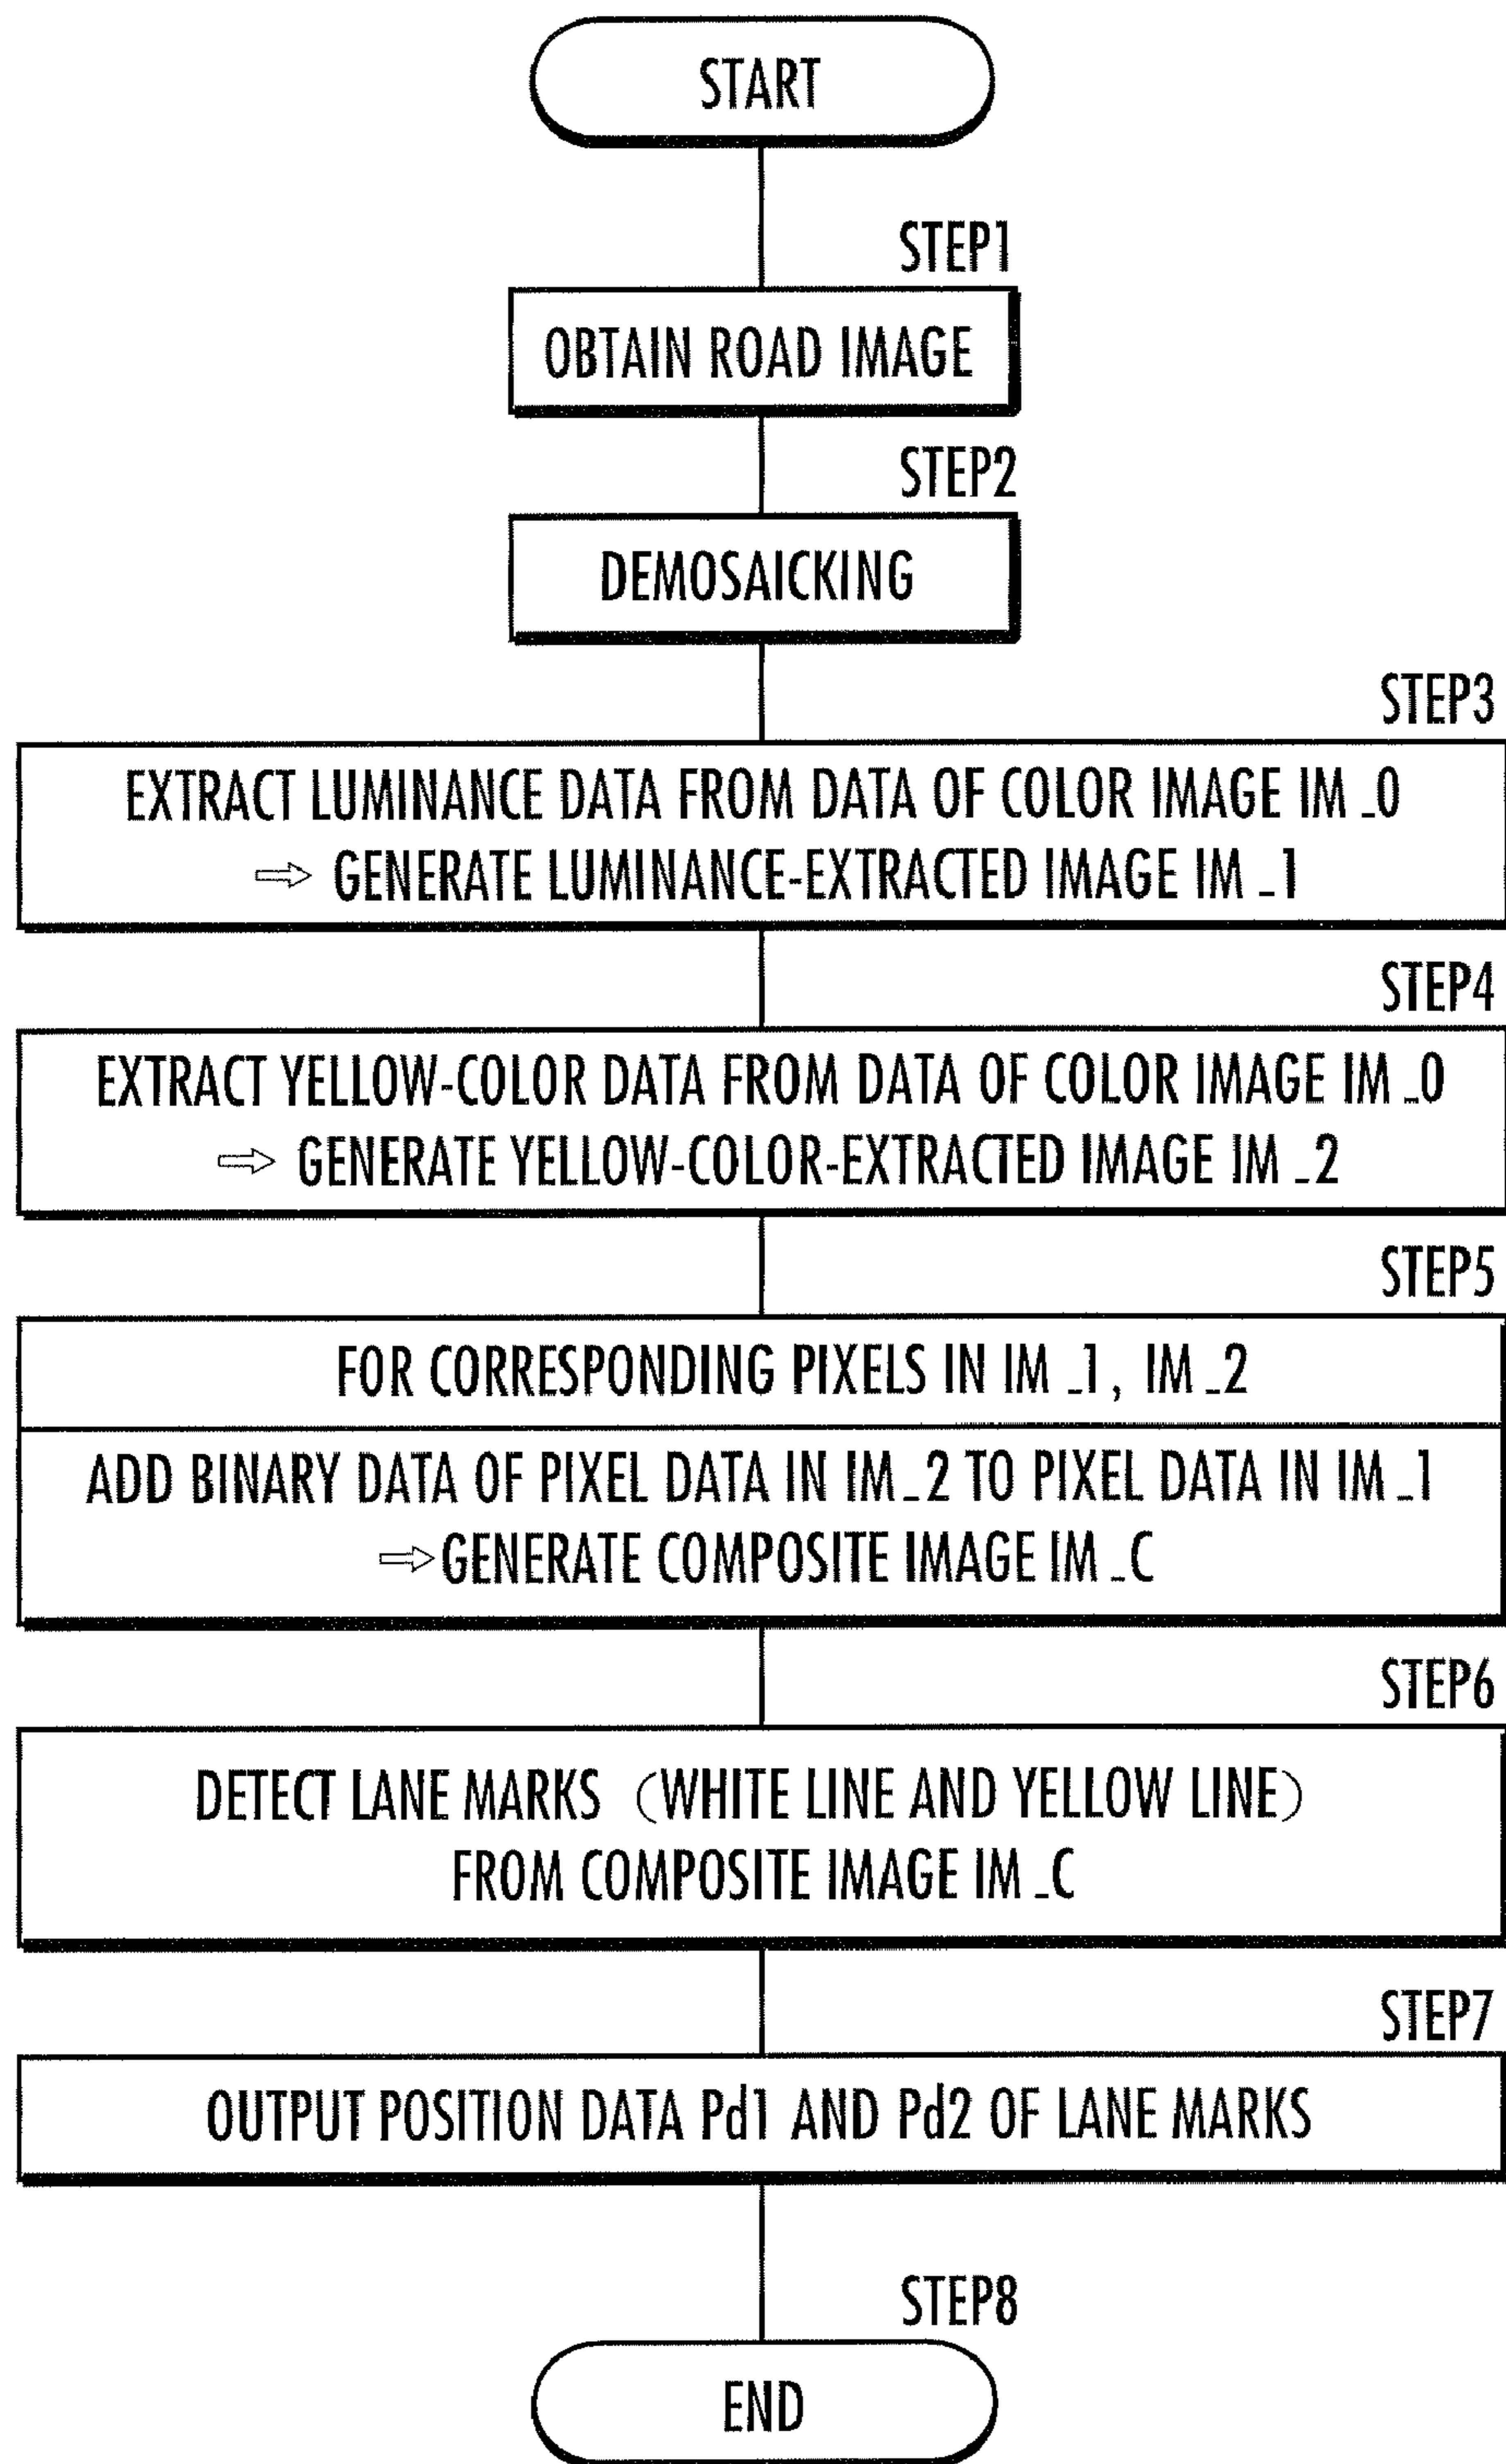 START
STEP1
OBTAIN ROAD IMAGE
STEP2
DEMOSAICKING
STEP3
EXTRACT LUMINANCE DATA FROM DATA OF COLOR IMAGE IM_0
⇨ GENERATE LUMINANCE-EXTRACTED IMAGE IM_1
STEP4
EXTRACT YELLOW-COLOR DATA FROM DATA OF COLOR IMAGE IM_0
⇨ GENERATE YELLOW-COLOR-EXTRACTED IMAGE IM_2
STEP5
FOR CORRESPONDING PIXELS IN IM_1, IM_2
ADD BINARY DATA OF PIXEL DATA IN IM_2 TO PIXEL DATA IN IM_1
⇨GENERATE COMPOSITE IMAGE IM_C
STEP6
DETECT LANE MARKS (WHITE LINE AND YELLOW LINE)
FROM COMPOSITE IMAGE IM_C
STEP7
OUTPUT POSITION DATA Pd1 AND Pd2 OF LANE MARKS
STEP8
END